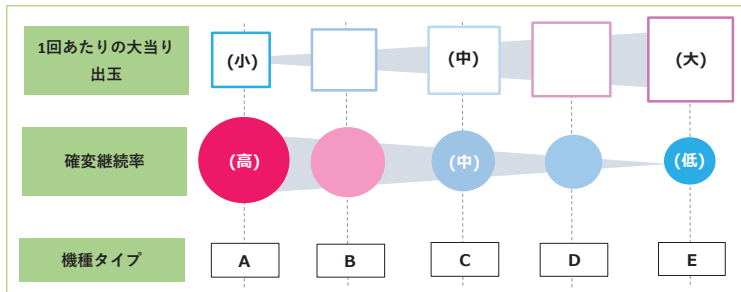 1回あたりの大当り
出玉
(小)
(中)
(大)
確変継続率
(高)
(中)
(低)
機種タイプ
A
B
C
D
E